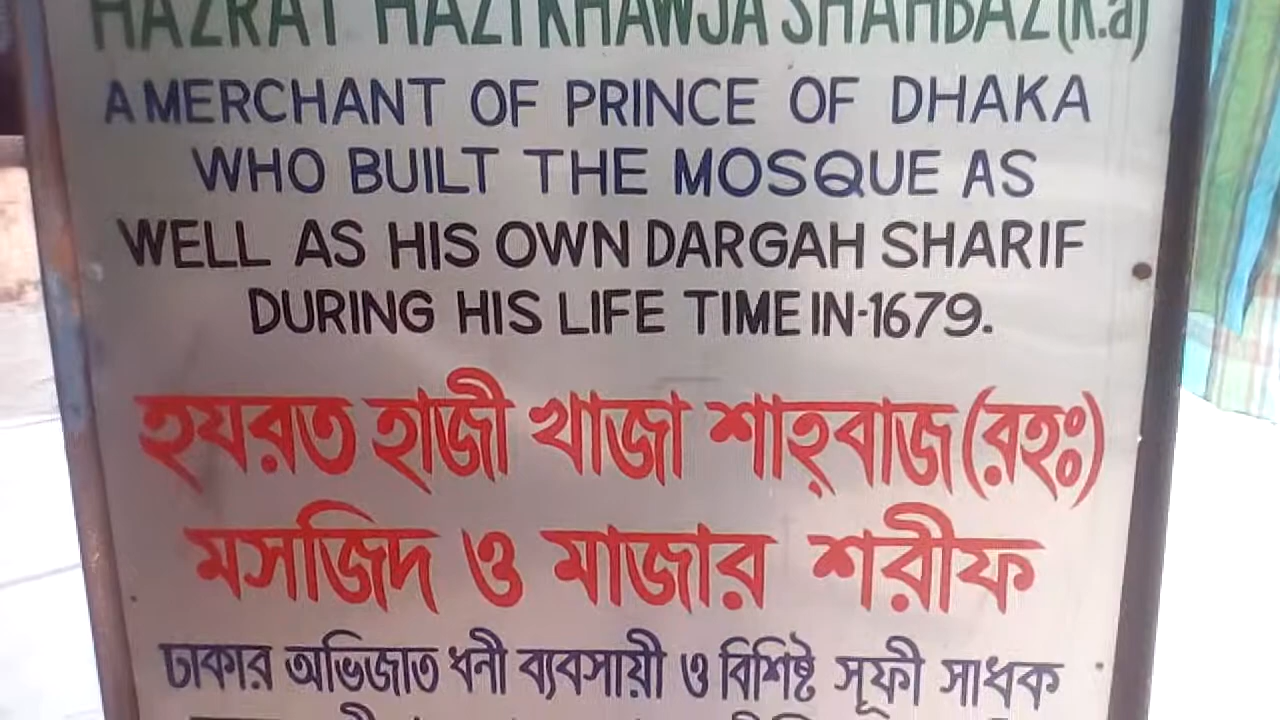 HAZRAT HAZI KHAWJA SHAHBAZ (R.a)
A MERCHANT OF PRINCE OF DHAKA
WHO BUILT THE MOSQUE AS
WELL AS HIS OWN DARGAH SHARIF
DURING HIS LIFE TIME IN-1679.
হযরত হাজী খাজা শাহ্বাজ (রহঃ)
মসজিদ ও মাজার শরীফ
ঢাকার অভিজাত ধনী ব্যবসায়ী ও বিশিষ্ট সূফী সাধক